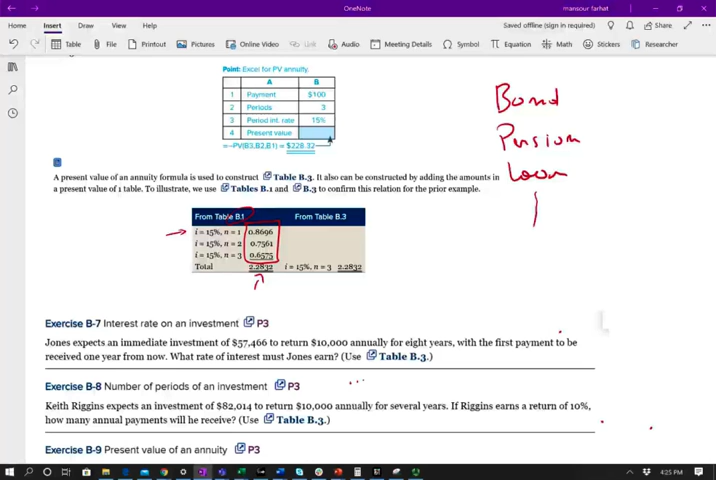 OneNote
mansour farhat
Home Insert Draw View Help
Saved offline (sign in required)
Share
Table File Printout Pictures Online Video Link Audio Meeting Details Symbol Equation Math Stickers Researcher
Point: Excel for PV annuity.
A B
1 Payment $100
2 Periods 3
3 Period int. rate 15%
4 Present value
=–PV(B3,B2,B1) = $228.32
Bond
Pension
Loan
A present value of an annuity formula is used to construct Table B.3. It also can be constructed by adding the amounts in
a present value of 1 table. To illustrate, we use Tables B.1 and B.3 to confirm this relation for the prior example.
From Table B.1 From Table B.3
i = 15%, n = 1 0.8696
i = 15%, n = 2 0.7561
i = 15%, n = 3 0.6575
Total 2.2832 i = 15%, n = 3 2.2832
Exercise B-7 Interest rate on an investment P3
Jones expects an immediate investment of $57,466 to return $10,000 annually for eight years, with the first payment to be
received one year from now. What rate of interest must Jones earn? (Use Table B.3.)
Exercise B-8 Number of periods of an investment P3
Keith Riggins expects an investment of $82,014 to return $10,000 annually for several years. If Riggins earns a return of 10%,
how many annual payments will he receive? (Use Table B.3.)
Exercise B-9 Present value of an annuity P3
4:25 PM